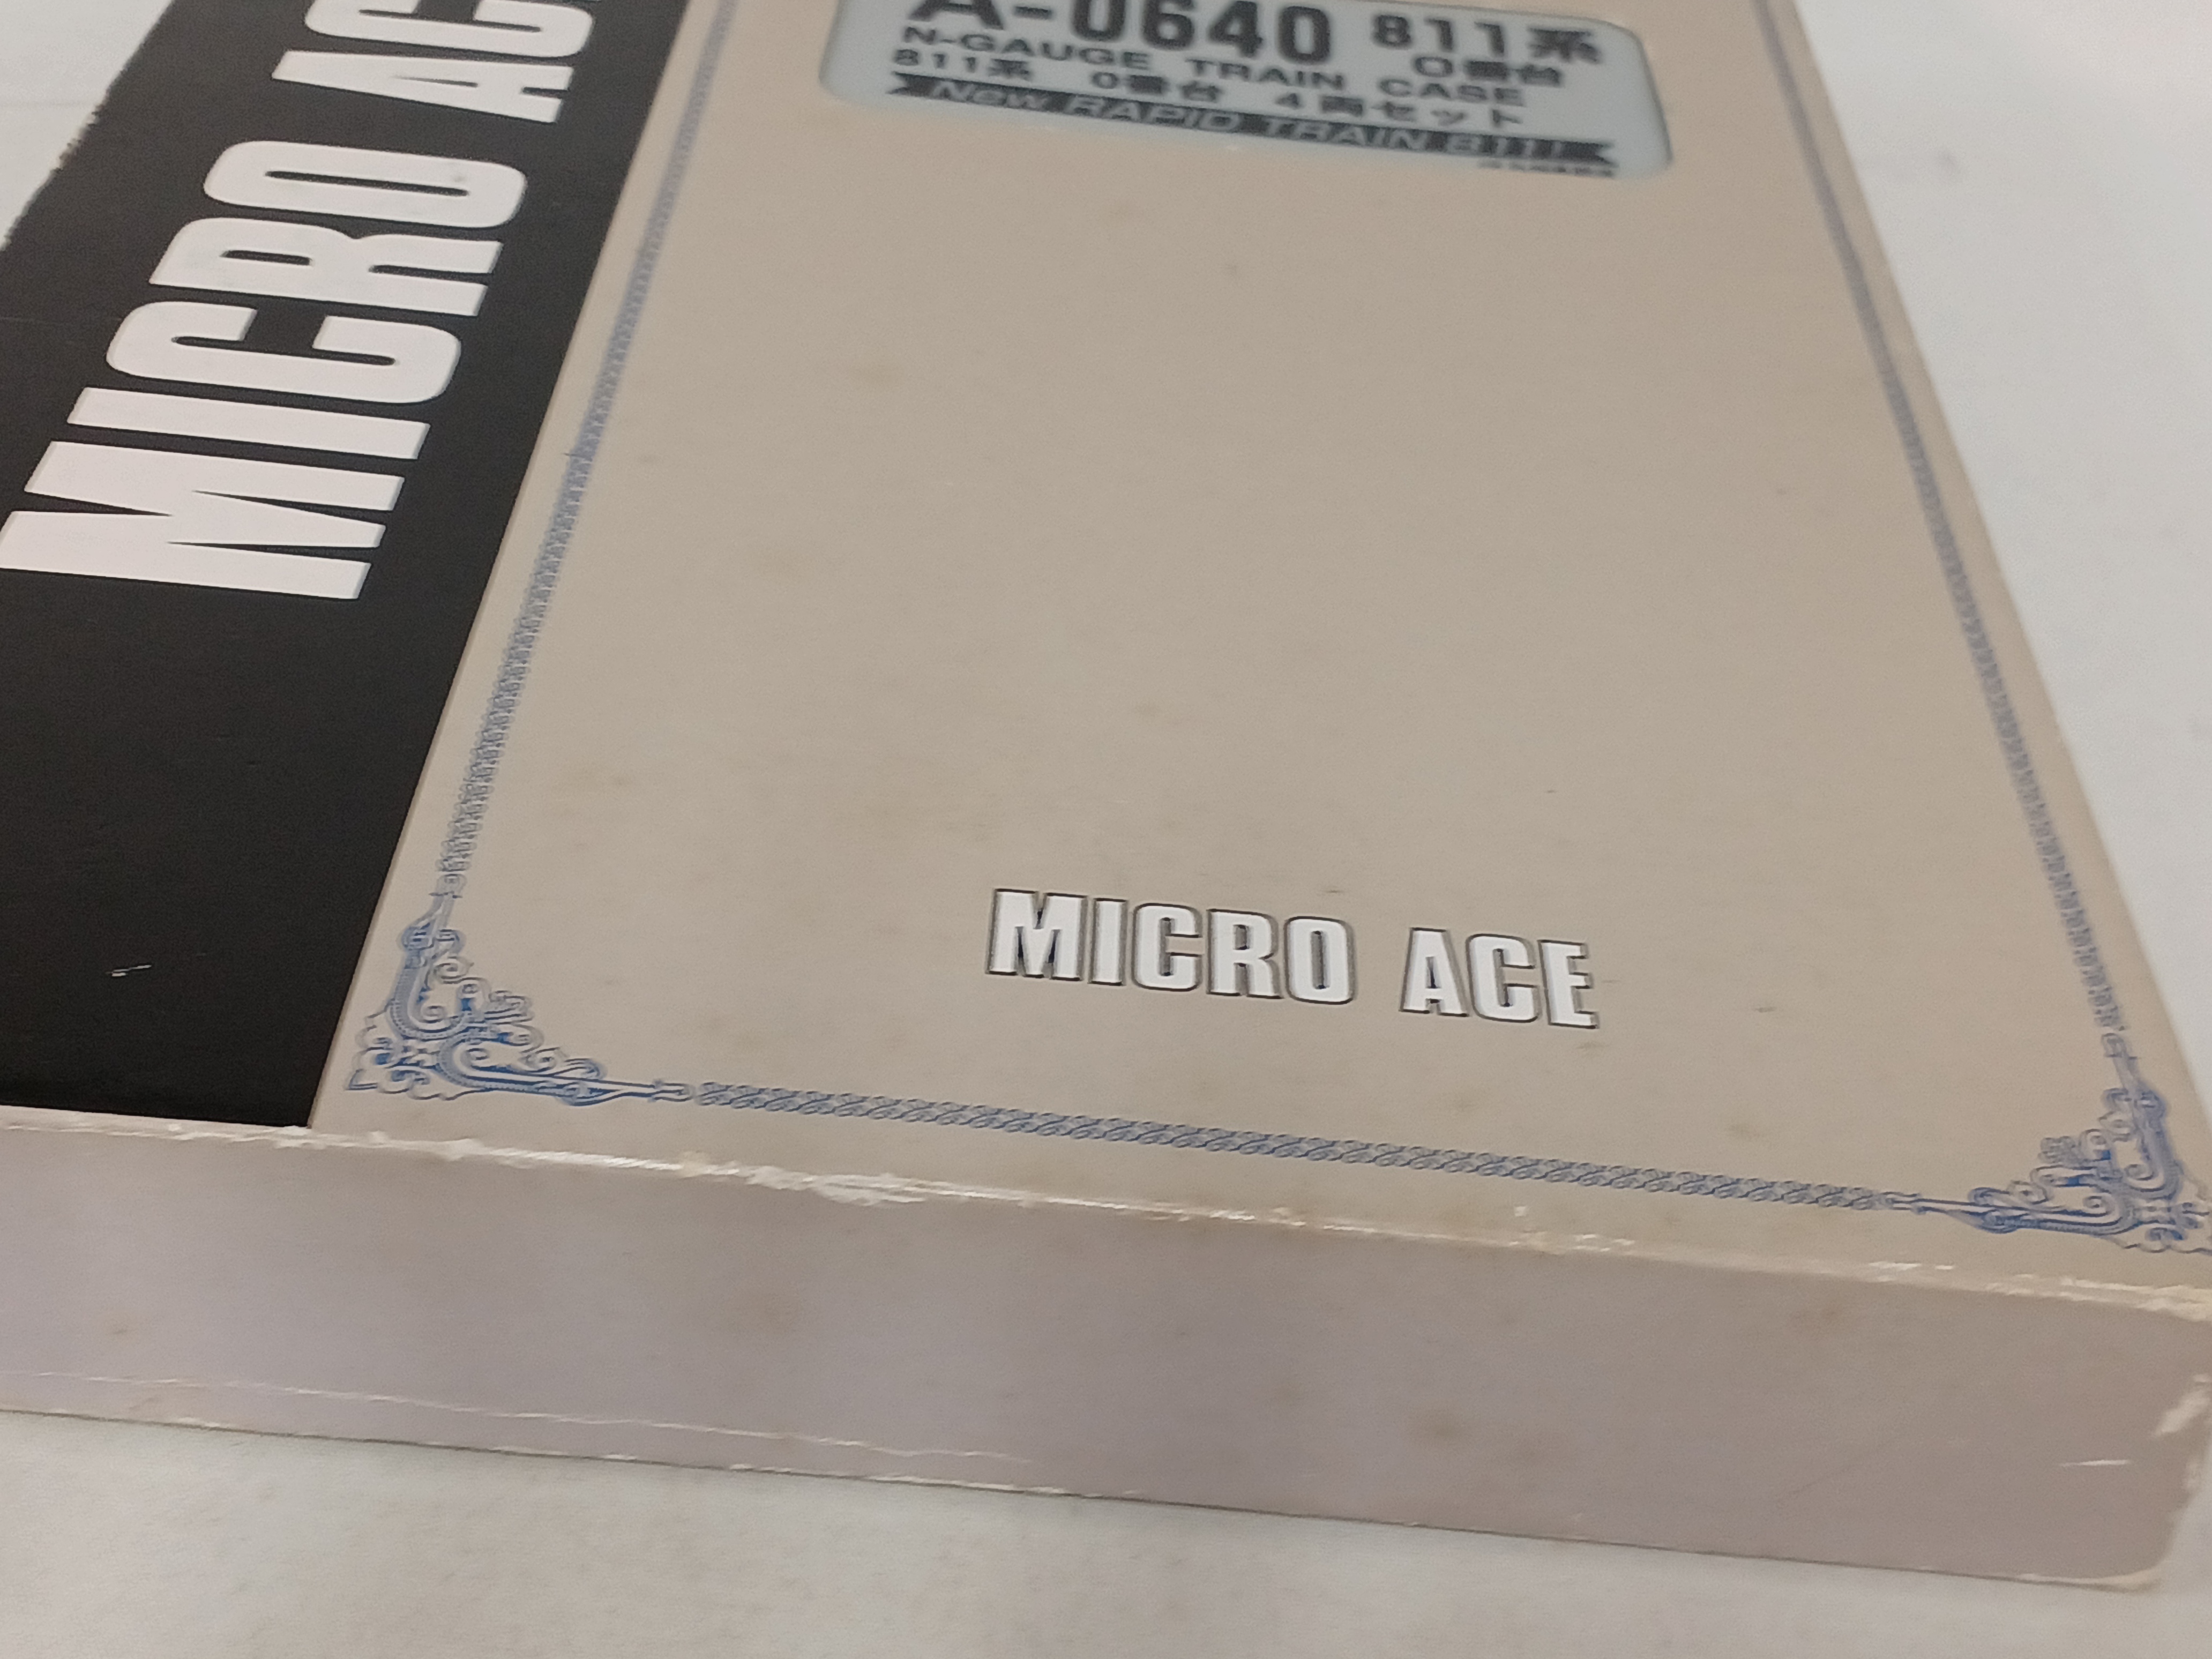 MICRO AC
A-0640 811系
0番台
N-GAUGE TRAIN CASE
811系 0番台 4両セット
New RAPID TRAIN 811!
MICRO ACE